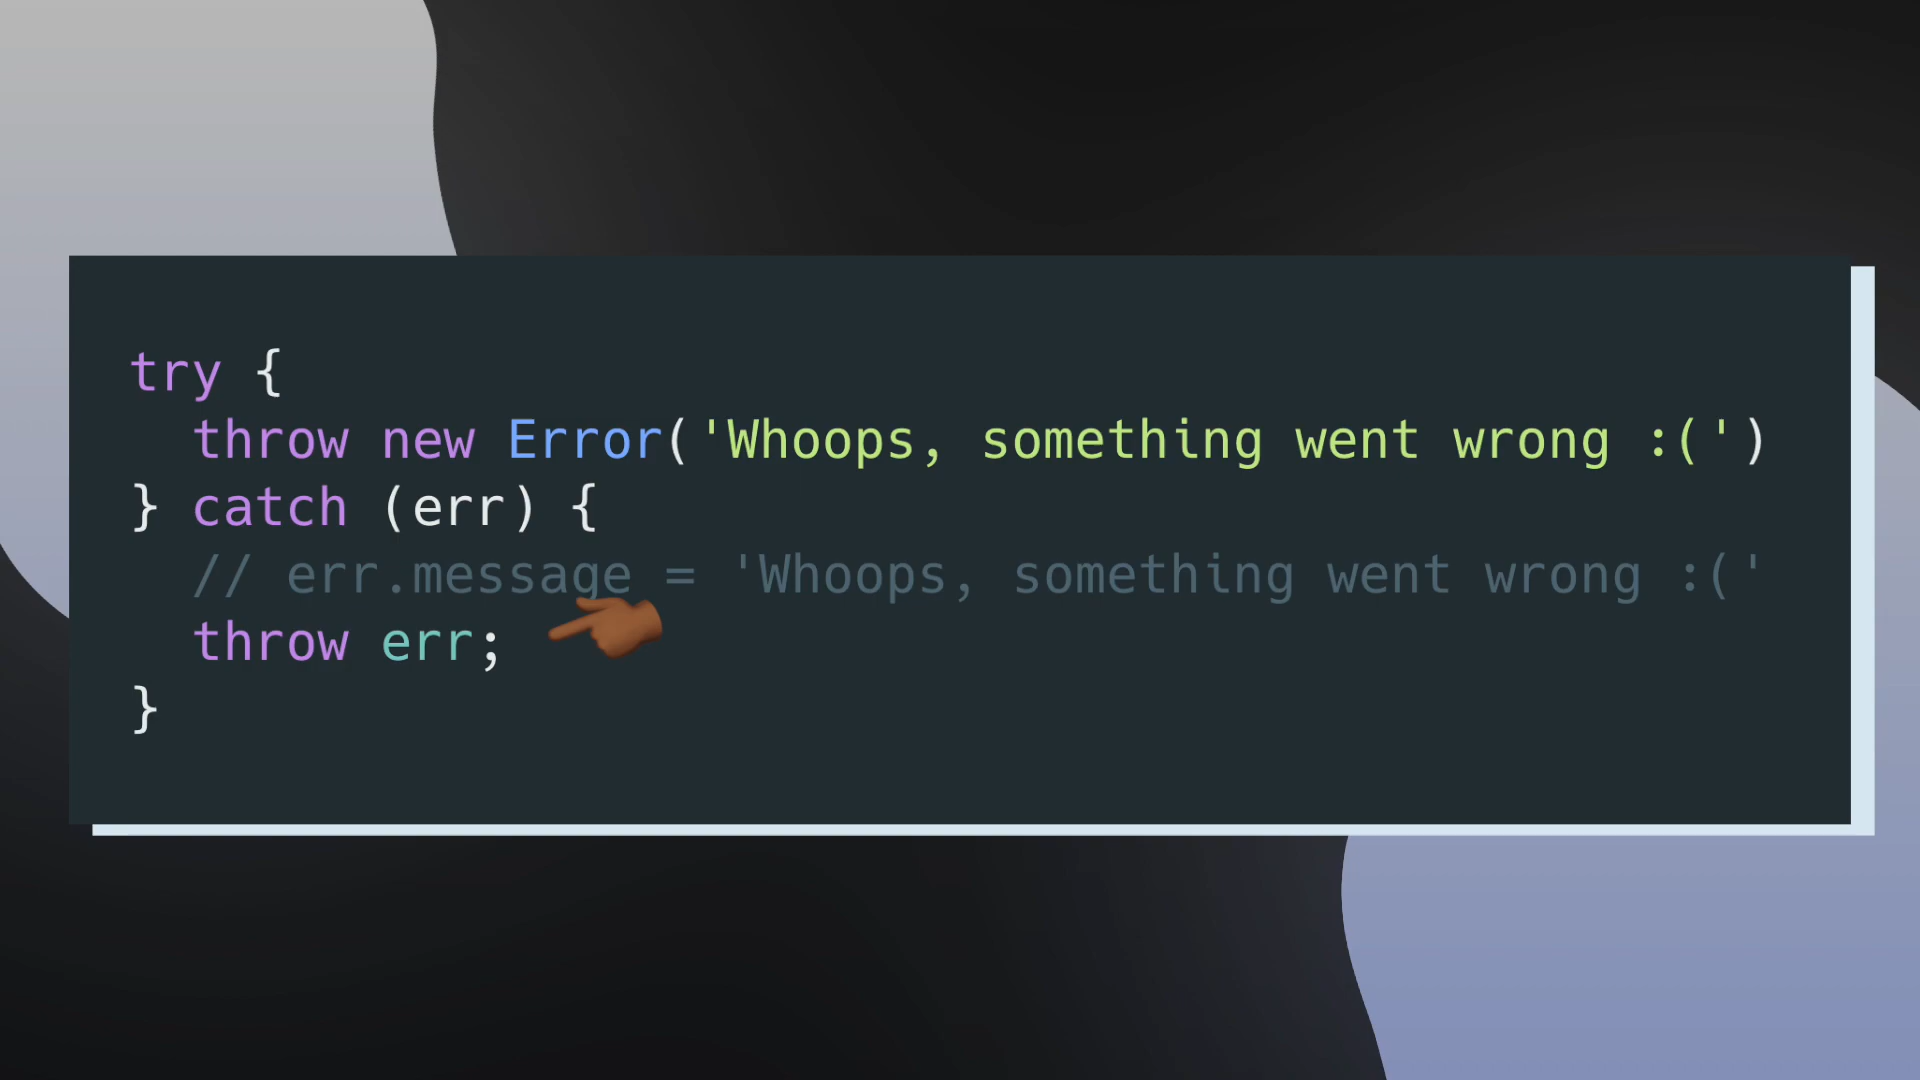 try {
  throw new Error('Whoops, something went wrong :(')
} catch (err) {
  // err.message = 'Whoops, something went wrong :('
  throw err;
}